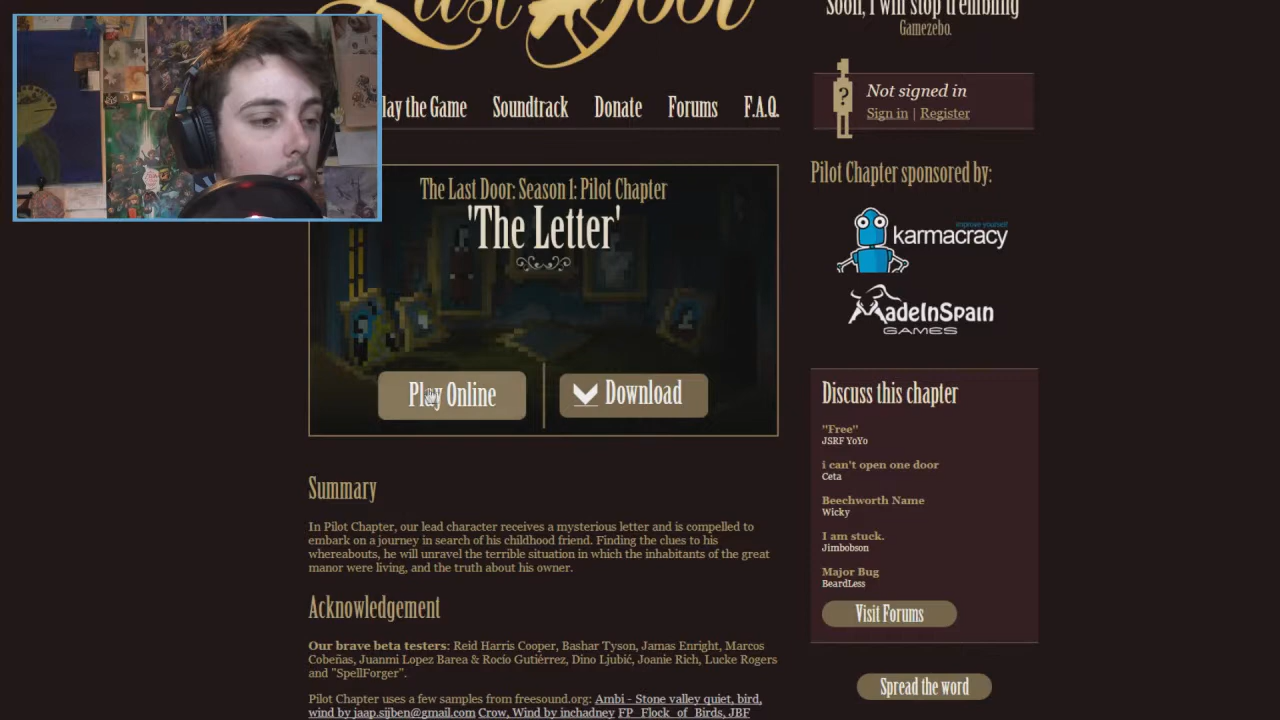 Last Door
Soon, I will stop trembling
Gamezebo.
Not signed in
Sign in | Register
lay the Game
Soundtrack
Donate
Forums
F.A.Q.
The Last Door: Season 1: Pilot Chapter
'The Letter'
Play Online
Download
Pilot Chapter sponsored by:
improve yourself
karmacracy
MadeInSpain
GAMES
Discuss this chapter
"Free"
JSRF YoYo
i can't open one door
Ceta
Beechworth Name
Wicky
I am stuck.
Jimbobson
Major Bug
BeardLess
Visit Forums
Spread the word
Summary
In Pilot Chapter, our lead character receives a mysterious letter and is compelled to
embark on a journey in search of his childhood friend. Finding the clues to his
whereabouts, he will unravel the terrible situation in which the inhabitants of the great
manor were living, and the truth about his owner.
Acknowledgement
Our brave beta testers: Reid Harris Cooper, Bashar Tyson, Jamas Enright, Marcos
Cobeñas, Juanmi Lopez Barea & Rocío Gutiérrez, Dino Ljubić, Joanie Rich, Lucke Rogers
and "SpellForger".
Pilot Chapter uses a few samples from freesound.org: Ambi - Stone valley quiet, bird,
wind by jaap.sijben@gmail.com Crow, Wind by inchadney FP_Flock_of_Birds, JBF